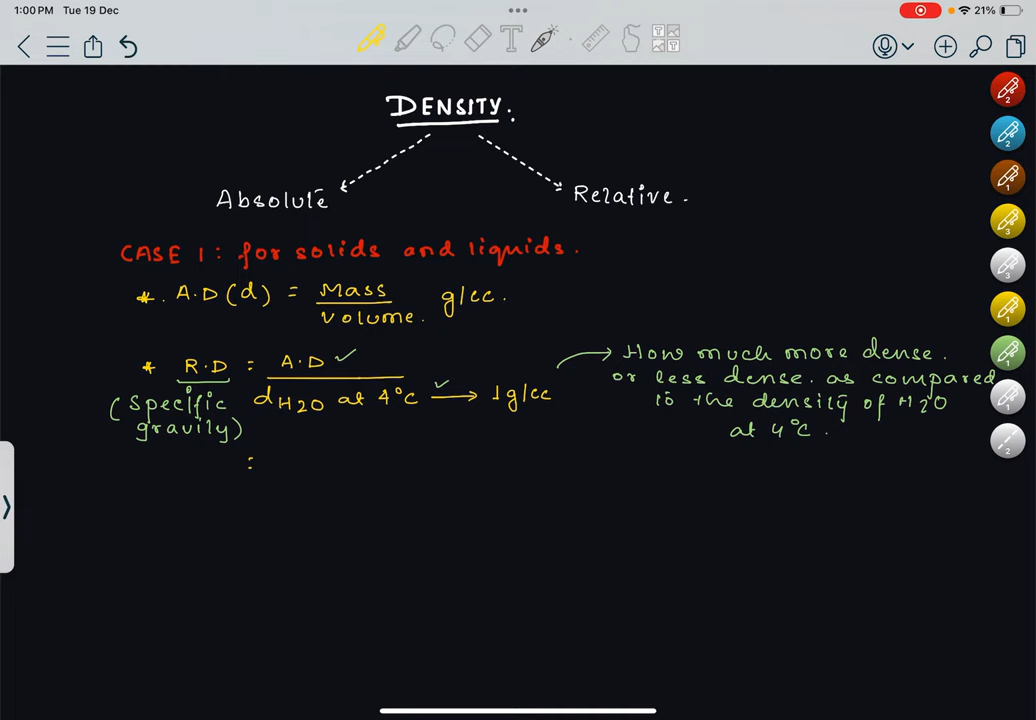 1:00 PM Tue 19 Dec
21%
DENSITY.
Absolute
Relative.
CASE 1: for solids and liquids.
*. A.D (d) = Mass / Volume. g/cc.
* R.D = A.D ✓ / dH2O at 4°C ✓ → 1g/cc
(Specific gravity)
=
→ How much more dense.
or less dense. as compared
to the density of H2O
at 4°C.